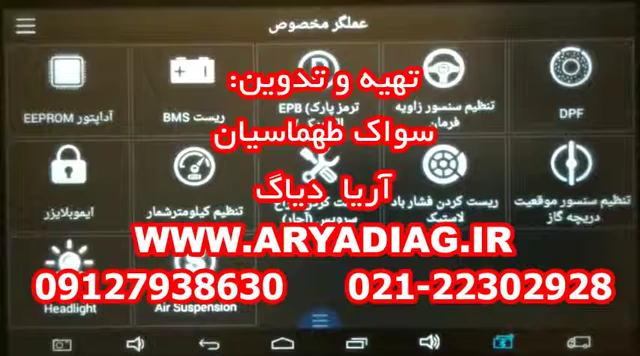 عملگر مخصوص
تهیه و تدوین:
سواک طهماسیان
آریا دیاگ
WWW.ARYADIAG.IR
09127938630 021-22302928
آداپتور EEPROM
ریست BMS
ترمز پارک) EPB
تنظیم سنسور زاویه
فرمان
DPF
ایموبلایزر
تنظیم کیلومترشمار
سرویس (آچار)
ریست کردن فشار باد
لاستیک
تنظیم سنسور موقعیت
دریچه گاز
Headlight
Air Suspension